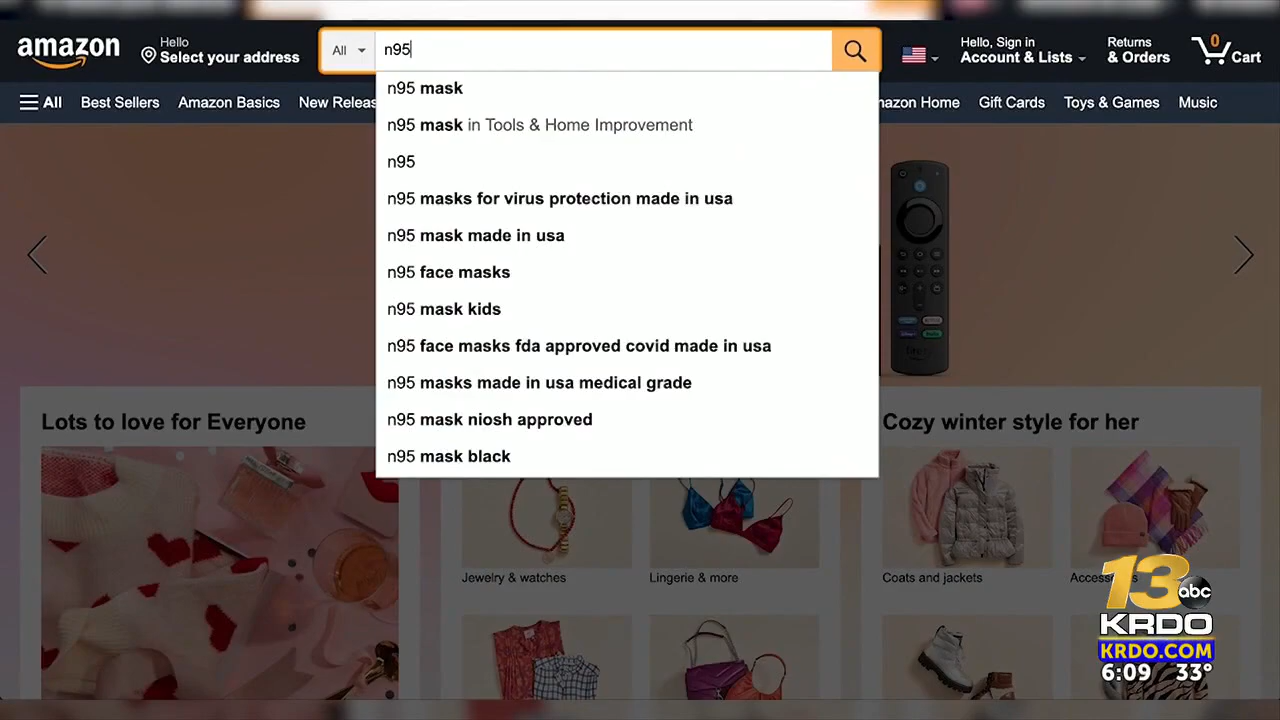 amazon
Hello
Select your address
All
n95
Hello, Sign in
Account & Lists
Returns
& Orders
0
Cart
All
Best Sellers
Amazon Basics
New Releas
mazon Home
Gift Cards
Toys & Games
Music
n95 mask
n95 mask in Tools & Home Improvement
n95
n95 masks for virus protection made in usa
n95 mask made in usa
n95 face masks
n95 mask kids
n95 face masks fda approved covid made in usa
n95 masks made in usa medical grade
n95 mask niosh approved
n95 mask black
Lots to love for Everyone
Cozy winter style for her
Jewelry & watches
Lingerie & more
Coats and jackets
13
abc
KRDO
KRDO.COM
6:09 33°